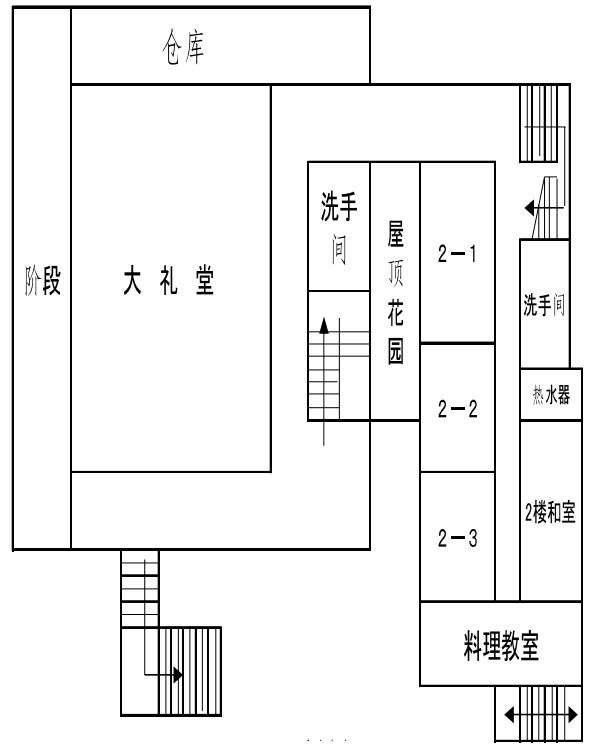 仓库
洗手
间
屋
顶
花
园
2－1
阶段
大 礼 堂
洗手间
热水器
2－2
2楼和室
2－3
料理教室